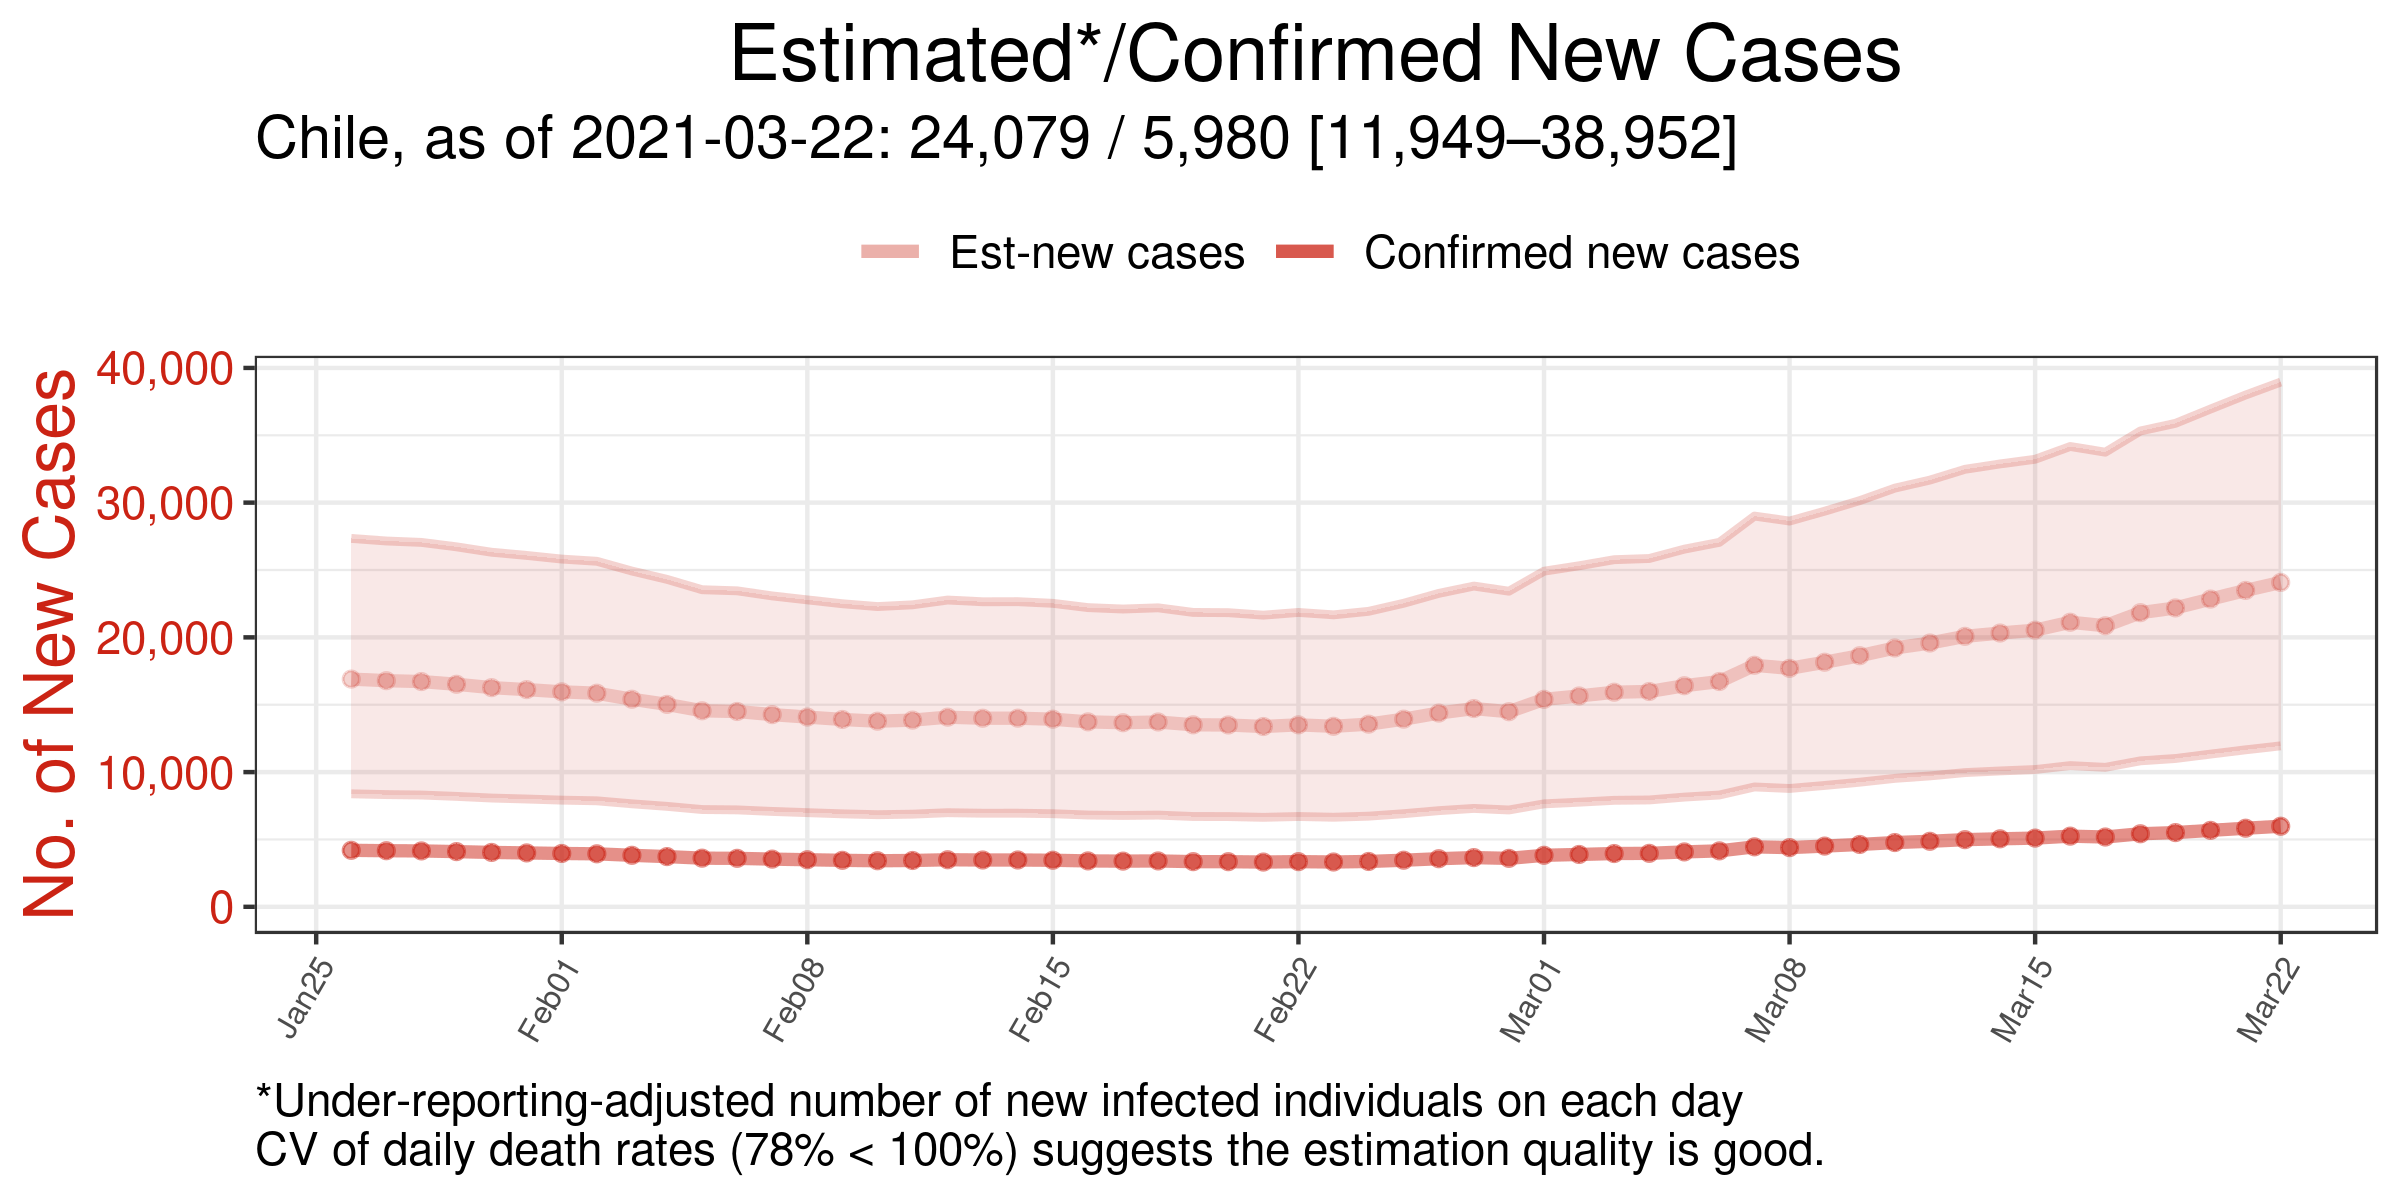 Estimated*/Confirmed New Cases
Chile, as of 2021-03-22: 24,079 / 5,980 [11,949–38,952]
Est-new cases
Confirmed new cases
No. of New Cases
40,000
30,000
20,000
10,000
0
Jan25
Feb01
Feb08
Feb15
Feb22
Mar01
Mar08
Mar15
Mar22
*Under-reporting-adjusted number of new infected individuals on each day
CV of daily death rates (78% < 100%) suggests the estimation quality is good.